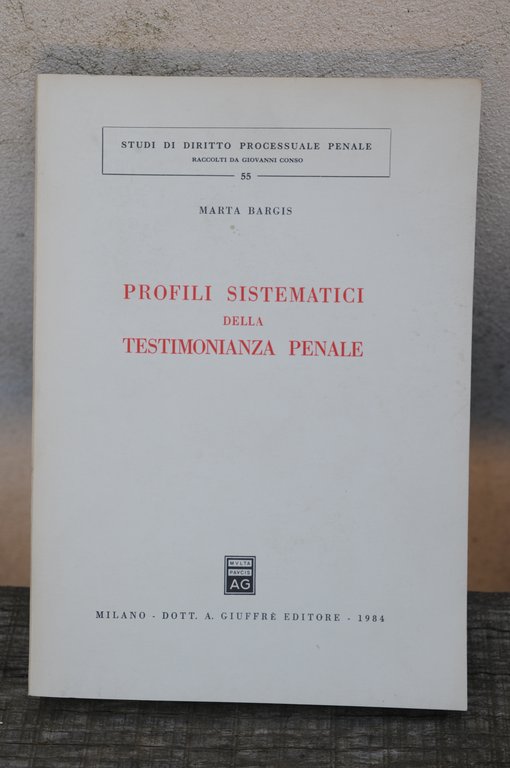 STUDI DI DIRITTO PROCESSUALE PENALE
RACCOLTI DA GIOVANNI CONSO
55
MARTA BARGIS
PROFILI SISTEMATICI
DELLA
TESTIMONIANZA PENALE
MVLTA
PAVCIS
AG
MILANO - DOTT. A. GIUFFRÈ EDITORE - 1984